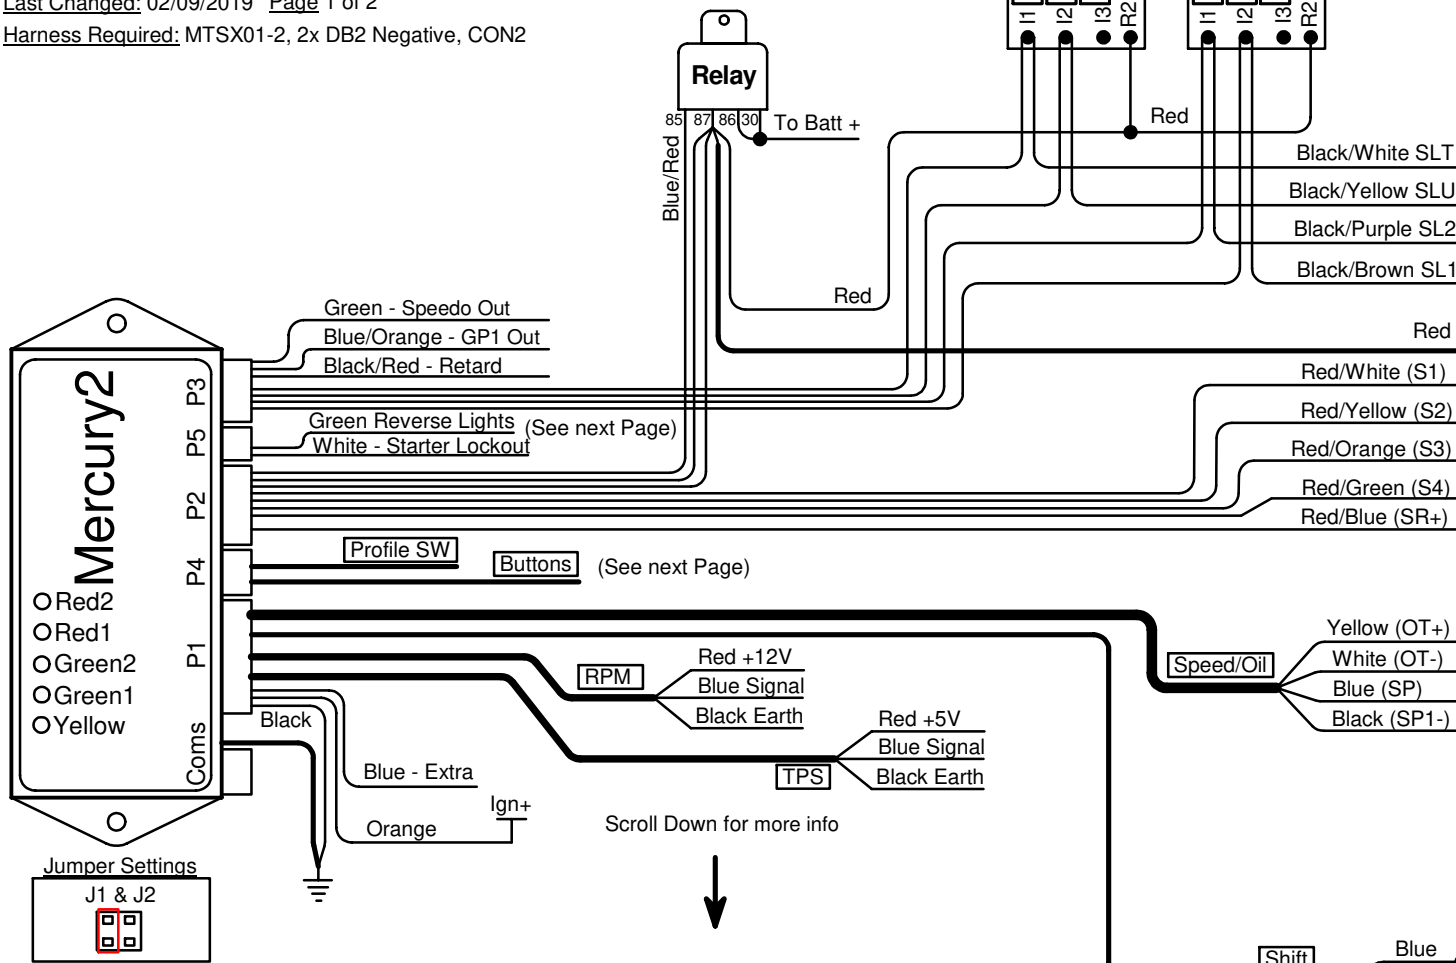 Last Changed: 02/09/2019 Page 1 of 2
Harness Required: MTSX01-2, 2x DB2 Negative, CON2
Relay
85 87 86 30
To Batt +
Blue/Red
I1 I2 I3 R2
I1 I2 I3 R2
Red
Black/White SLT
Black/Yellow SLU
Black/Purple SL2
Black/Brown SL1
Red
Red
Green - Speedo Out
Blue/Orange - GP1 Out
Black/Red - Retard
Green Reverse Lights (See next Page)
White - Starter Lockout
Red/White (S1)
Red/Yellow (S2)
Red/Orange (S3)
Red/Green (S4)
Red/Blue (SR+)
Mercury2
P3
P5
P2
P4
P1
Coms
Red2
Red1
Green2
Green1
Yellow
Profile SW
Buttons (See next Page)
RPM
Red +12V
Blue Signal
Black Earth
TPS
Red +5V
Blue Signal
Black Earth
Speed/Oil
Yellow (OT+)
White (OT-)
Blue (SP)
Black (SP1-)
Black
Blue - Extra
Orange
Ign+
Scroll Down for more info
Jumper Settings
J1 & J2
Shift
Blue